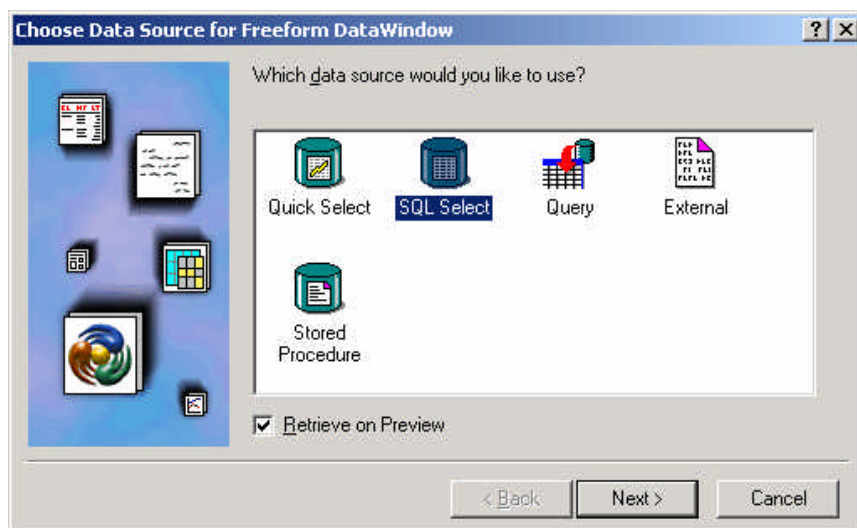 Choose Data Source for Freeform DataWindow
Which data source would you like to use?
Quick Select
SQL Select
Query
External
Stored
Procedure
Retrieve on Preview
< Back
Next >
Cancel